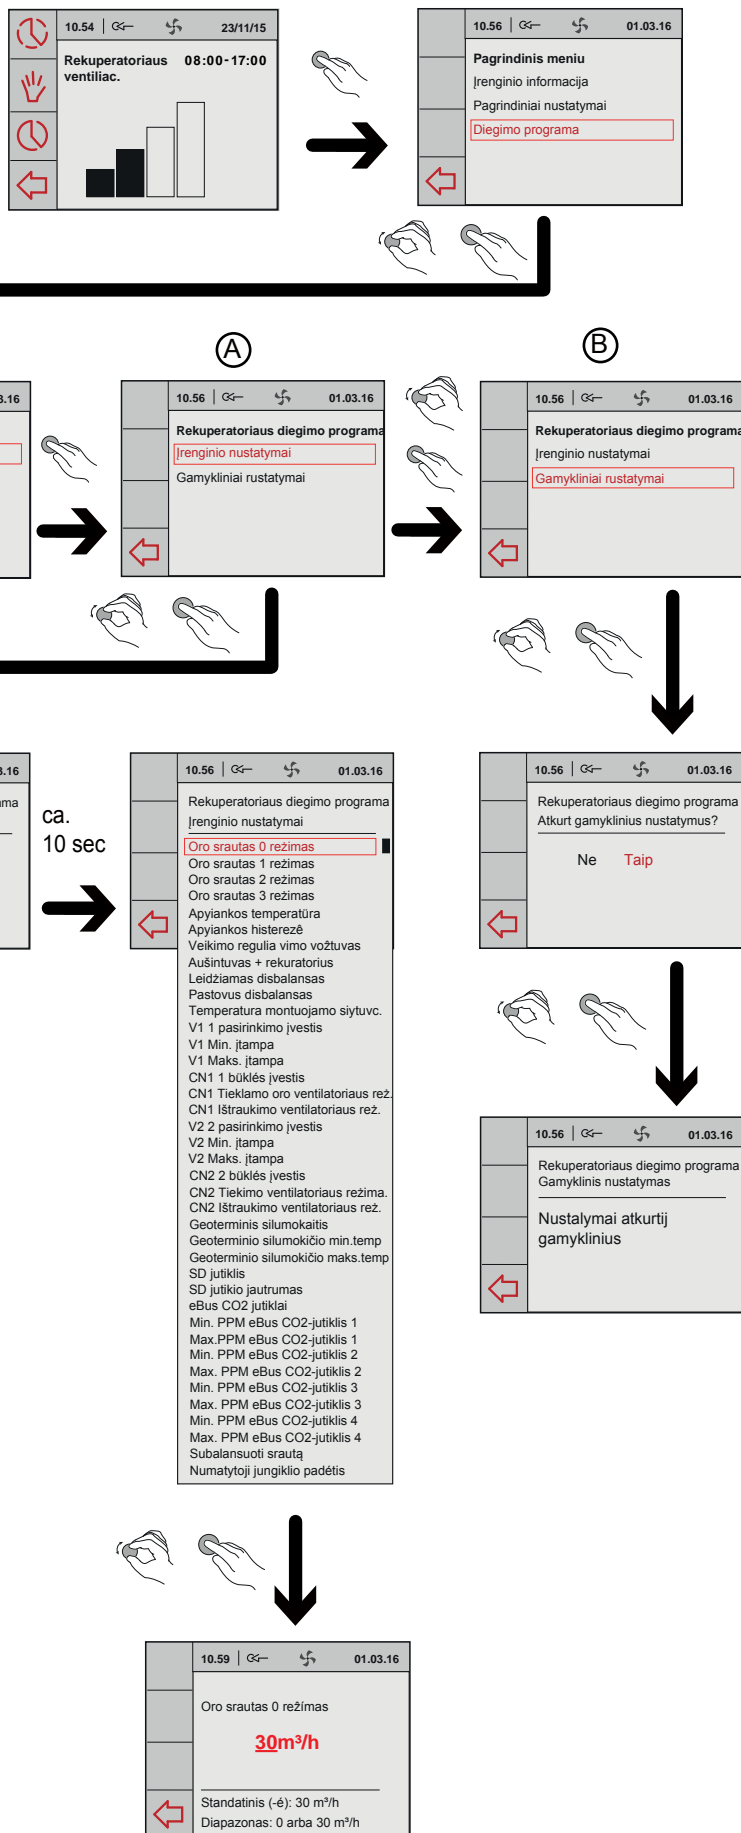 10.54 23/11/15
Rekuperatoriaus 08:00-17:00
ventiliac.
10.56 01.03.16
Pagrindinis meniu
Įrenginio informacija
Pagrindiniai nustatymai
Diegimo programa
A
B
3.16
10.56 01.03.16
Rekuperatoriaus diegimo programa
Įrenginio nustatymai
Gamykliniai rustatymai
10.56 01.03.16
Rekuperatoriaus diegimo programa
Įrenginio nustatymai
Gamykliniai rustatymai
3.16
ama
ca.
10 sec
10.56 01.03.16
Rekuperatoriaus diegimo programa
Įrenginio nustatymai
Oro srautas 0 režimas
Oro srautas 1 režimas
Oro srautas 2 režimas
Oro srautas 3 režimas
Apyiankos temperatūra
Apyiankos histerezê
Veikimo regulia vimo vožtuvas
Aušintuvas + rekuratorius
Leidžiamas disbalansas
Pastovus disbalansas
Temperatura montuojamo siytuvc.
V1 1 pasirinkimo įvestis
V1 Min. įtampa
V1 Maks. įtampa
CN1 1 būklės įvestis
CN1 Tieklamo oro ventilatoriaus rež.
CN1 Ištraukimo ventilatoriaus rež.
V2 2 pasirinkimo įvestis
V2 Min. įtampa
V2 Maks. įtampa
CN2 2 būklės įvestis
CN2 Tiekimo ventilatoriaus režima.
CN2 Ištraukimo ventilatoriaus rež.
Geoterminis silumokaitis
Geoterminio silumokičio min.temp
Geoterminio silumokičio maks.temp
SD jutiklis
SD jutikio jautrumas
eBus CO2 jutiklai
Min. PPM eBus CO2-jutiklis 1
Max.PPM eBus CO2-jutiklis 1
Min. PPM eBus CO2-jutiklis 2
Max. PPM eBus CO2-jutiklis 2
Min. PPM eBus CO2-jutiklis 3
Max. PPM eBus CO2-jutiklis 3
Min. PPM eBus CO2-jutiklis 4
Max. PPM eBus CO2-jutiklis 4
Subalansuoti srautą
Numatytoji jungiklio padėtis
10.56 01.03.16
Rekuperatoriaus diegimo programa
Atkurt gamyklinius nustatymus?
Ne Taip
10.56 01.03.16
Rekuperatoriaus diegimo programa
Gamyklinis nustatymas
Nustalymai atkurtij
gamyklinius
10.59 01.03.16
Oro srautas 0 režímas
30m³/h
Standatinis (-é): 30 m³/h
Diapazonas: 0 arba 30 m³/h